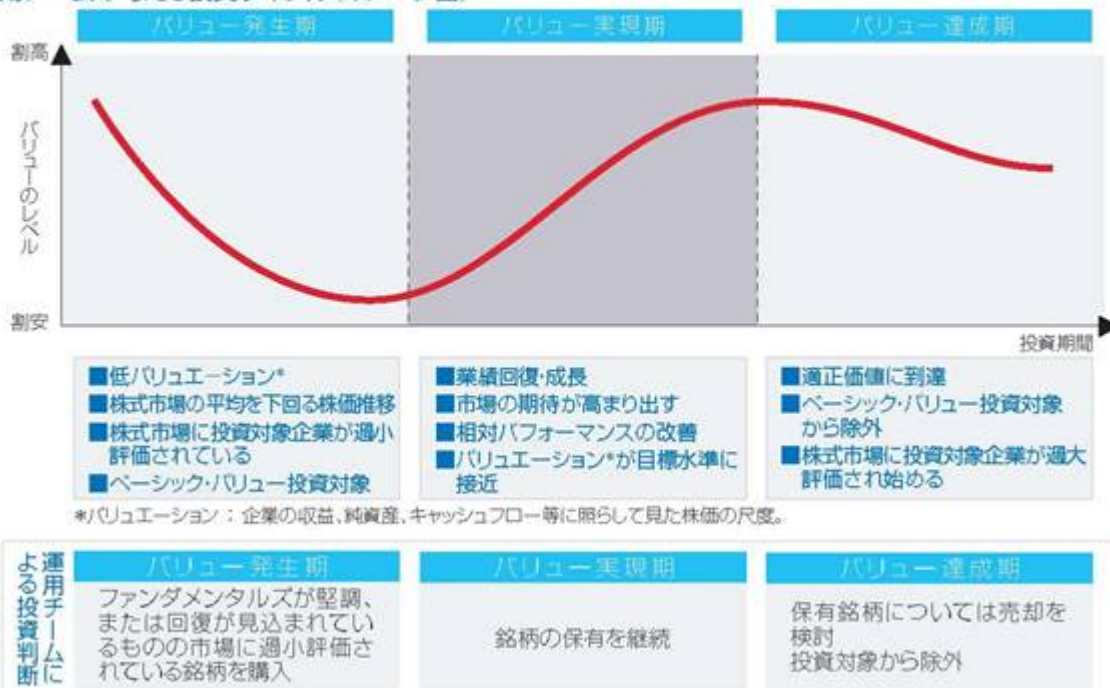 バリュー発生期
バリュー実現期
バリュー達成期
割高
バリューのレベル
割安
投資期間
■低バリュエーション*
■株式市場の平均を下回る株価推移
■株式市場に投資対象企業が過小
評価されている
■ベーシック・バリュー投資対象
■業績回復・成長
■市場の期待が高まり出す
■相対パフォーマンスの改善
■バリュエーション*が目標水準に
接近
■適正価値に到達
■ベーシック・バリュー投資対象
から除外
■株式市場に投資対象企業が過大
評価され始める
*バリュエーション：企業の収益、純資産、キャッシュフロー等に照らして見た株価の尺度。
運用チームに
よる投資判断
バリュー発生期
ファンダメンタルズが堅調、
または回復が見込まれてい
るものの市場に過小評価さ
れている銘柄を購入
バリュー実現期
銘柄の保有を継続
バリュー達成期
保有銘柄については売却を
検討
投資対象から除外